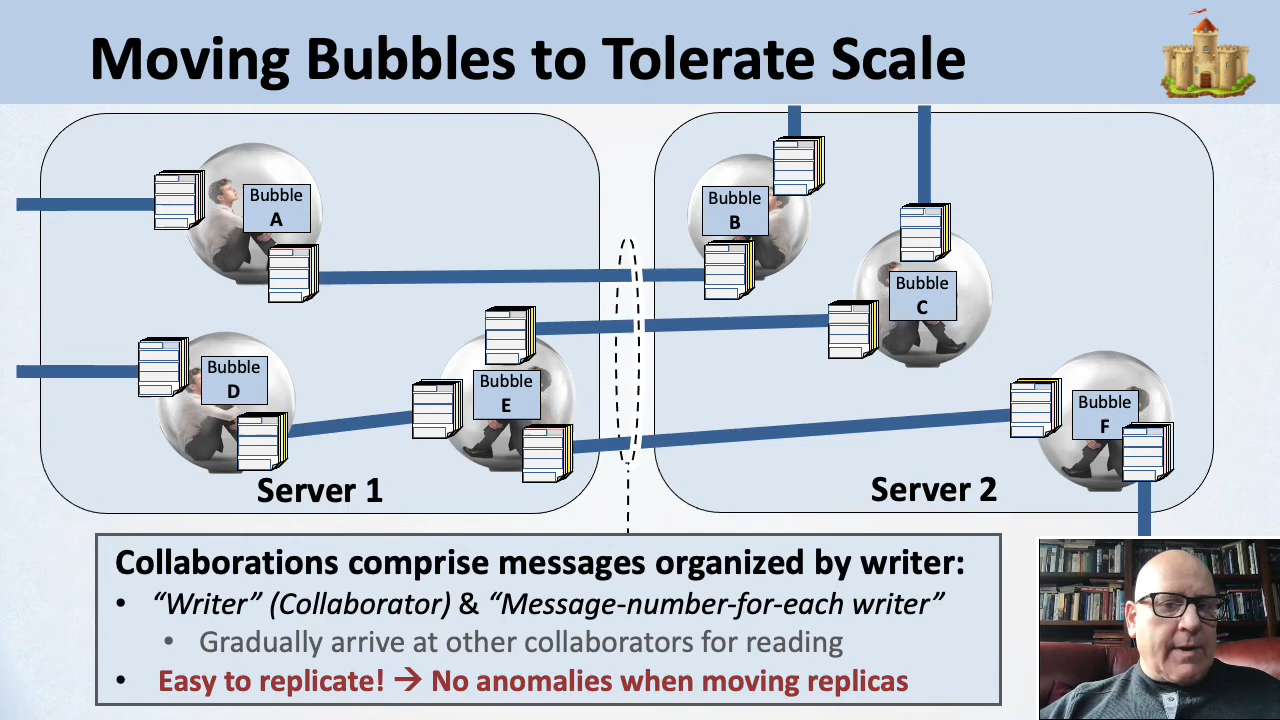 Moving Bubbles to Tolerate Scale
Bubble
A
Bubble
B
Bubble
C
Bubble
D
Bubble
E
Bubble
F
Server 1
Server 2
Collaborations comprise messages organized by writer:
• “Writer” (Collaborator) & “Message-number-for-each writer”
• Gradually arrive at other collaborators for reading
• Easy to replicate! → No anomalies when moving replicas